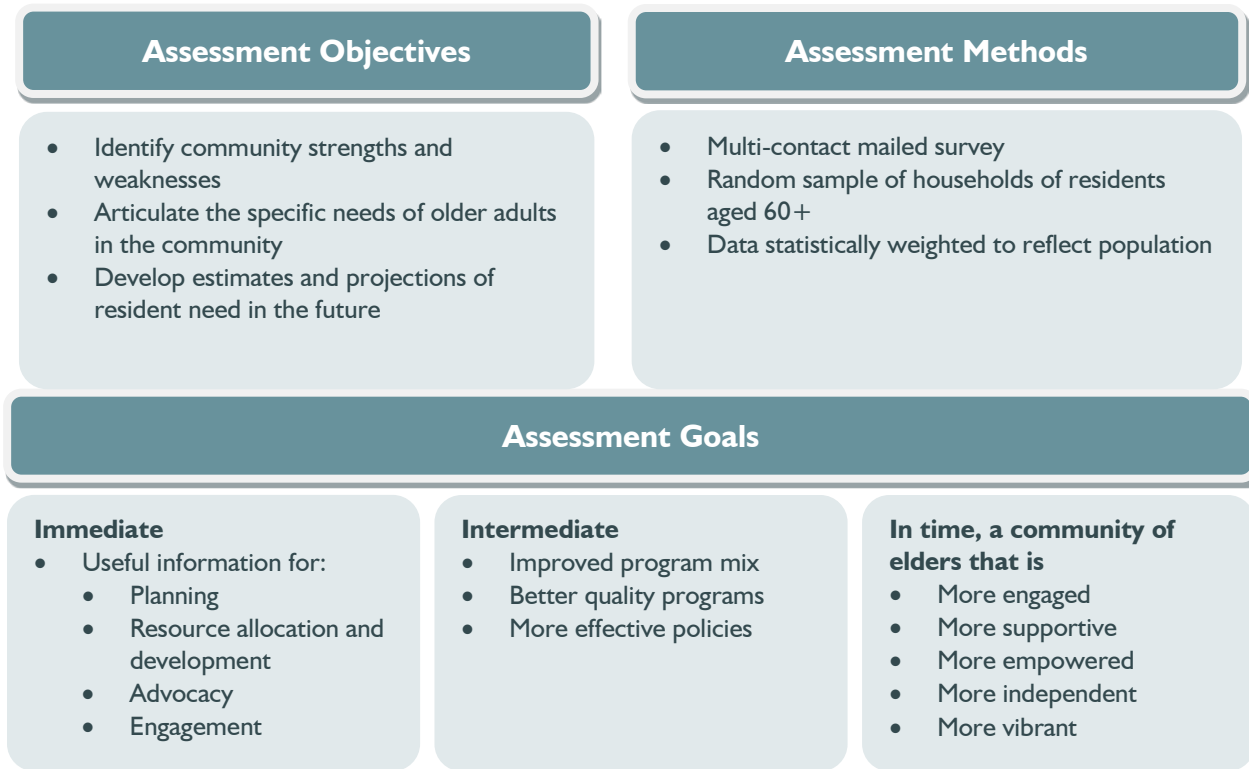 Assessment Objectives
• Identify community strengths and
weaknesses
• Articulate the specific needs of older adults
in the community
• Develop estimates and projections of
resident need in the future
Assessment Methods
• Multi-contact mailed survey
• Random sample of households of residents
aged 60+
• Data statistically weighted to reflect population
Assessment Goals
Immediate
• Useful information for:
• Planning
• Resource allocation and
development
• Advocacy
• Engagement
Intermediate
• Improved program mix
• Better quality programs
• More effective policies
In time, a community of
elders that is
• More engaged
• More supportive
• More empowered
• More independent
• More vibrant